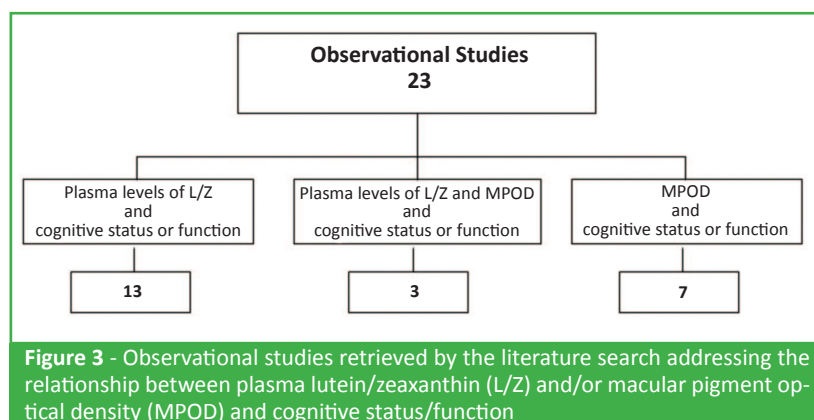 Observational Studies
23
Plasma levels of L/Z
and
cognitive status or function
Plasma levels of L/Z and MPOD
and
cognitive status or function
MPOD
and
cognitive status or function
13
3
7
Figure 3 - Observational studies retrieved by the literature search addressing the
relationship between plasma lutein/zeaxanthin (L/Z) and/or macular pigment op-
tical density (MPOD) and cognitive status/function